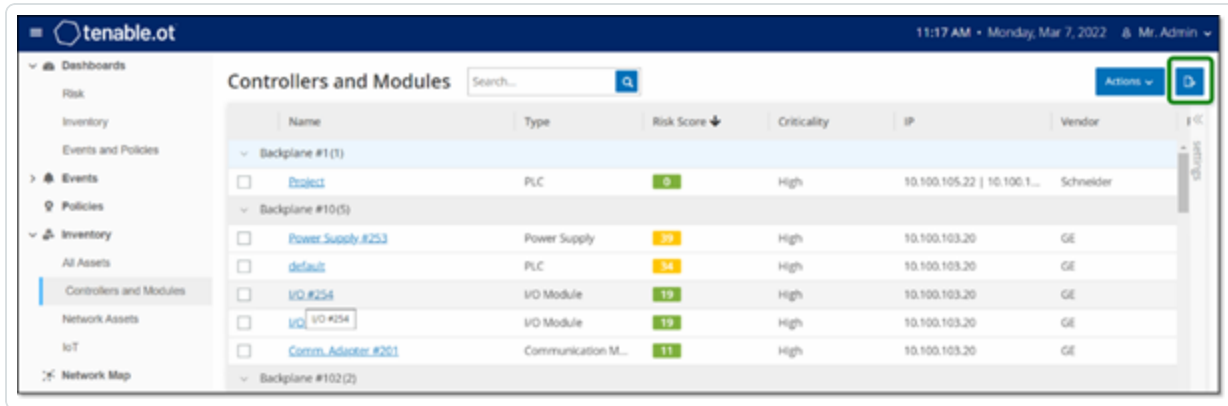 tenable.ot
11:17 AM • Monday, Mar 7, 2022 Mr. Admin
Dashboards
Risk
Inventory
Events and Policies
Events
Policies
Inventory
All Assets
Controllers and Modules
Network Assets
IoT
Network Map
Controllers and Modules Search... Actions
Name Type Risk Score Criticality IP Vendor
Backplane #1(1)
Project PLC 0 High 10.100.105.22 | 10.100.1... Schneider
Backplane #10(5)
Power Supply #253 Power Supply 39 High 10.100.103.20 GE
default PLC 34 High 10.100.103.20 GE
I/O #254 I/O Module 19 High 10.100.103.20 GE
I/O I/O #254 I/O Module 19 High 10.100.103.20 GE
Comm. Adapter #201 Communication M... 11 High 10.100.103.20 GE
Backplane #102(2)
settings